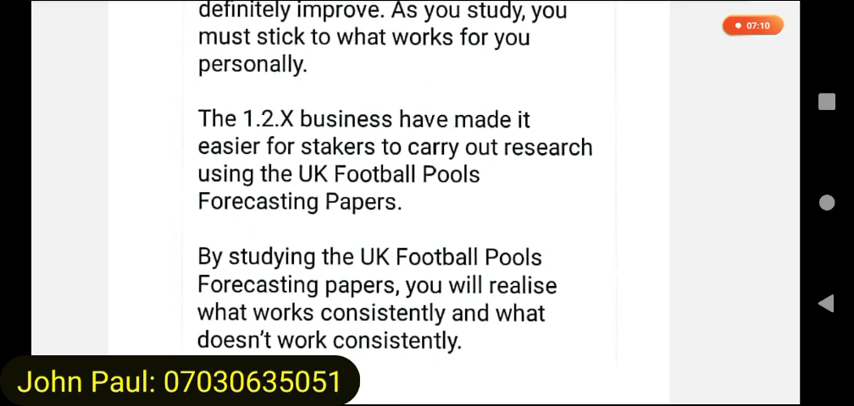 definitely improve. As you study, you
must stick to what works for you
personally.
07:10
The 1.2.X business have made it
easier for stakers to carry out research
using the UK Football Pools
Forecasting Papers.
By studying the UK Football Pools
Forecasting papers, you will realise
what works consistently and what
doesn't work consistently.
John Paul: 07030635051